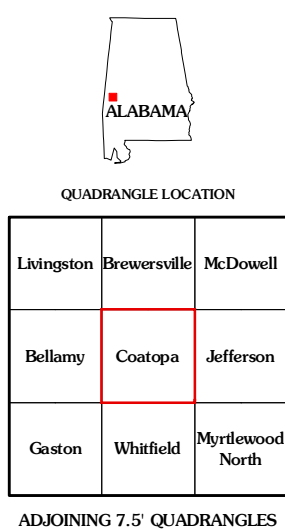 ALABAMA
QUADRANGLE LOCATION
Livingston Brewersville McDowell
Bellamy Coatopa Jefferson
Gaston Whitfield Myrtlewood
North
ADJOINING 7.5' QUADRANGLES